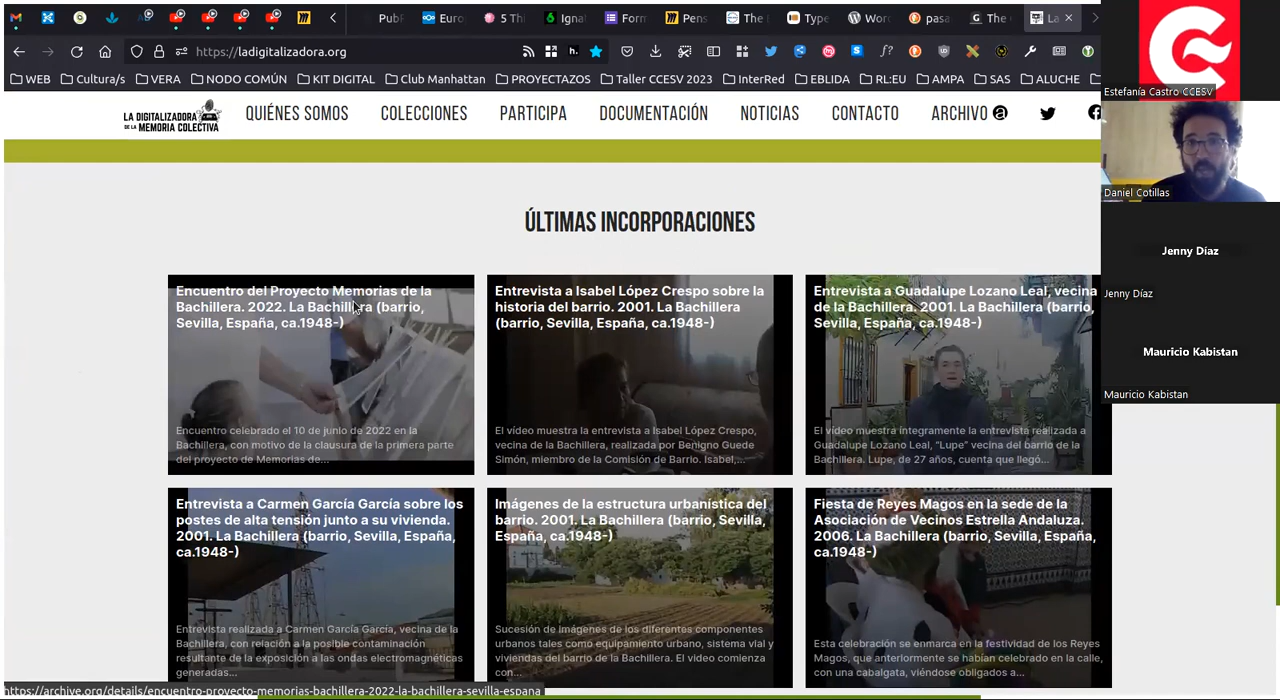 Publ
Euro
5 Thi
Ignal
Form
Pens
The I
Type
Word
pasa
The
La
https://ladigitalizadora.org
WEB
Cultura/s
VERA
NODO COMÚN
KIT DIGITAL
Club Manhattan
PROYECTAZOS
Taller CCESV 2023
InterRed
EBLIDA
RL:EU
AMPA
SAS
ALUCHE
LA DIGITALIZADORA
DE LA MEMORIA COLECTIVA
QUIÉNES SOMOS
COLECCIONES
PARTICIPA
DOCUMENTACIÓN
NOTICIAS
CONTACTO
ARCHIVO
ÚLTIMAS INCORPORACIONES
Encuentro del Proyecto Memorias de la
Bachillera. 2022. La Bachillera (barrio,
Sevilla, España, ca.1948-)
Encuentro celebrado el 10 de junio de 2022 en la
Bachillera, con motivo de la clausura de la primera parte
del proyecto de Memorias de...
Entrevista a Isabel López Crespo sobre la
historia del barrio. 2001. La Bachillera
(barrio, Sevilla, España, ca.1948-)
El vídeo muestra la entrevista a Isabel López Crespo,
vecina de la Bachillera, realizada por Benigno Guede
Simón, miembro de la Comisión de Barrio. Isabel,...
Entrevista a Guadalupe Lozano Leal, vecina
de la Bachillera. 2001. La Bachillera (barrio,
Sevilla, España, ca.1948-)
El vídeo muestra íntegramente la entrevista realizada a
Guadalupe Lozano Leal, "Lupe" vecina del barrio de la
Bachillera. Lupe, de 27 años, cuenta que llegó...
Entrevista a Carmen García García sobre los
postes de alta tensión junto a su vivienda.
2001. La Bachillera (barrio, Sevilla, España,
ca.1948-)
Entrevista realizada a Carmen García García, vecina de la
Bachillera, con relación a la posible contaminación
resultante de la exposición a las ondas electromagnéticas
generadas...
Imágenes de la estructura urbanística del
barrio. 2001. La Bachillera (barrio, Sevilla,
España, ca.1948-)
Sucesión de imágenes de los diferentes componentes
urbanos tales como equipamiento urbano, sistema vial y
viviendas del barrio de la Bachillera. El video comienza
con...
Fiesta de Reyes Magos en la sede de la
Asociación de Vecinos Estrella Andaluza.
2006. La Bachillera (barrio, Sevilla, España,
ca.1948-)
Esta celebración se enmarca en la festividad de los Reyes
Magos, que anteriormente se habían celebrado en la calle,
con una cabalgata, viéndose obligados a...
https://archive.org/details/encuentro-proyecto-memorias-bachillera-2022-la-bachillera-sevilla-espana
Estefanía Castro CCESV
Daniel Cotillas
Jenny Díaz
Jenny Díaz
Mauricio Kabistan
Mauricio Kabistan